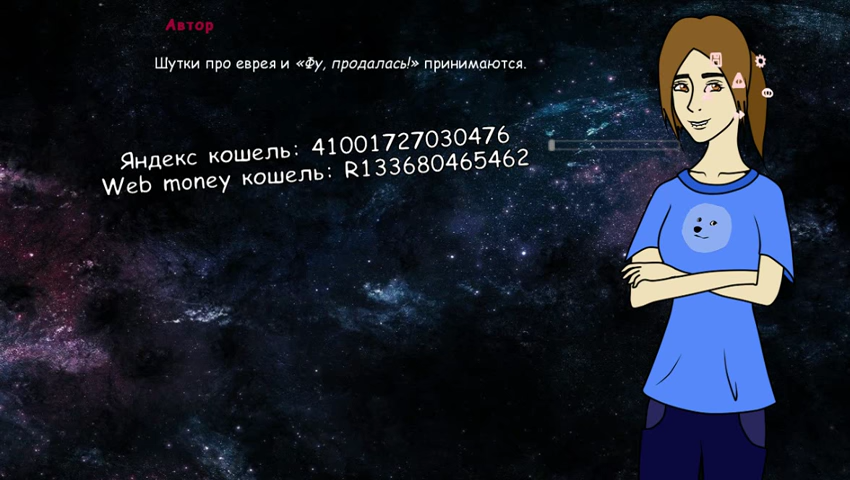 Автор
Шутки про еврея и «Фу, продалась!» принимаются.
Яндекс кошель: 41001727030476
Web money кошель: R133680465462